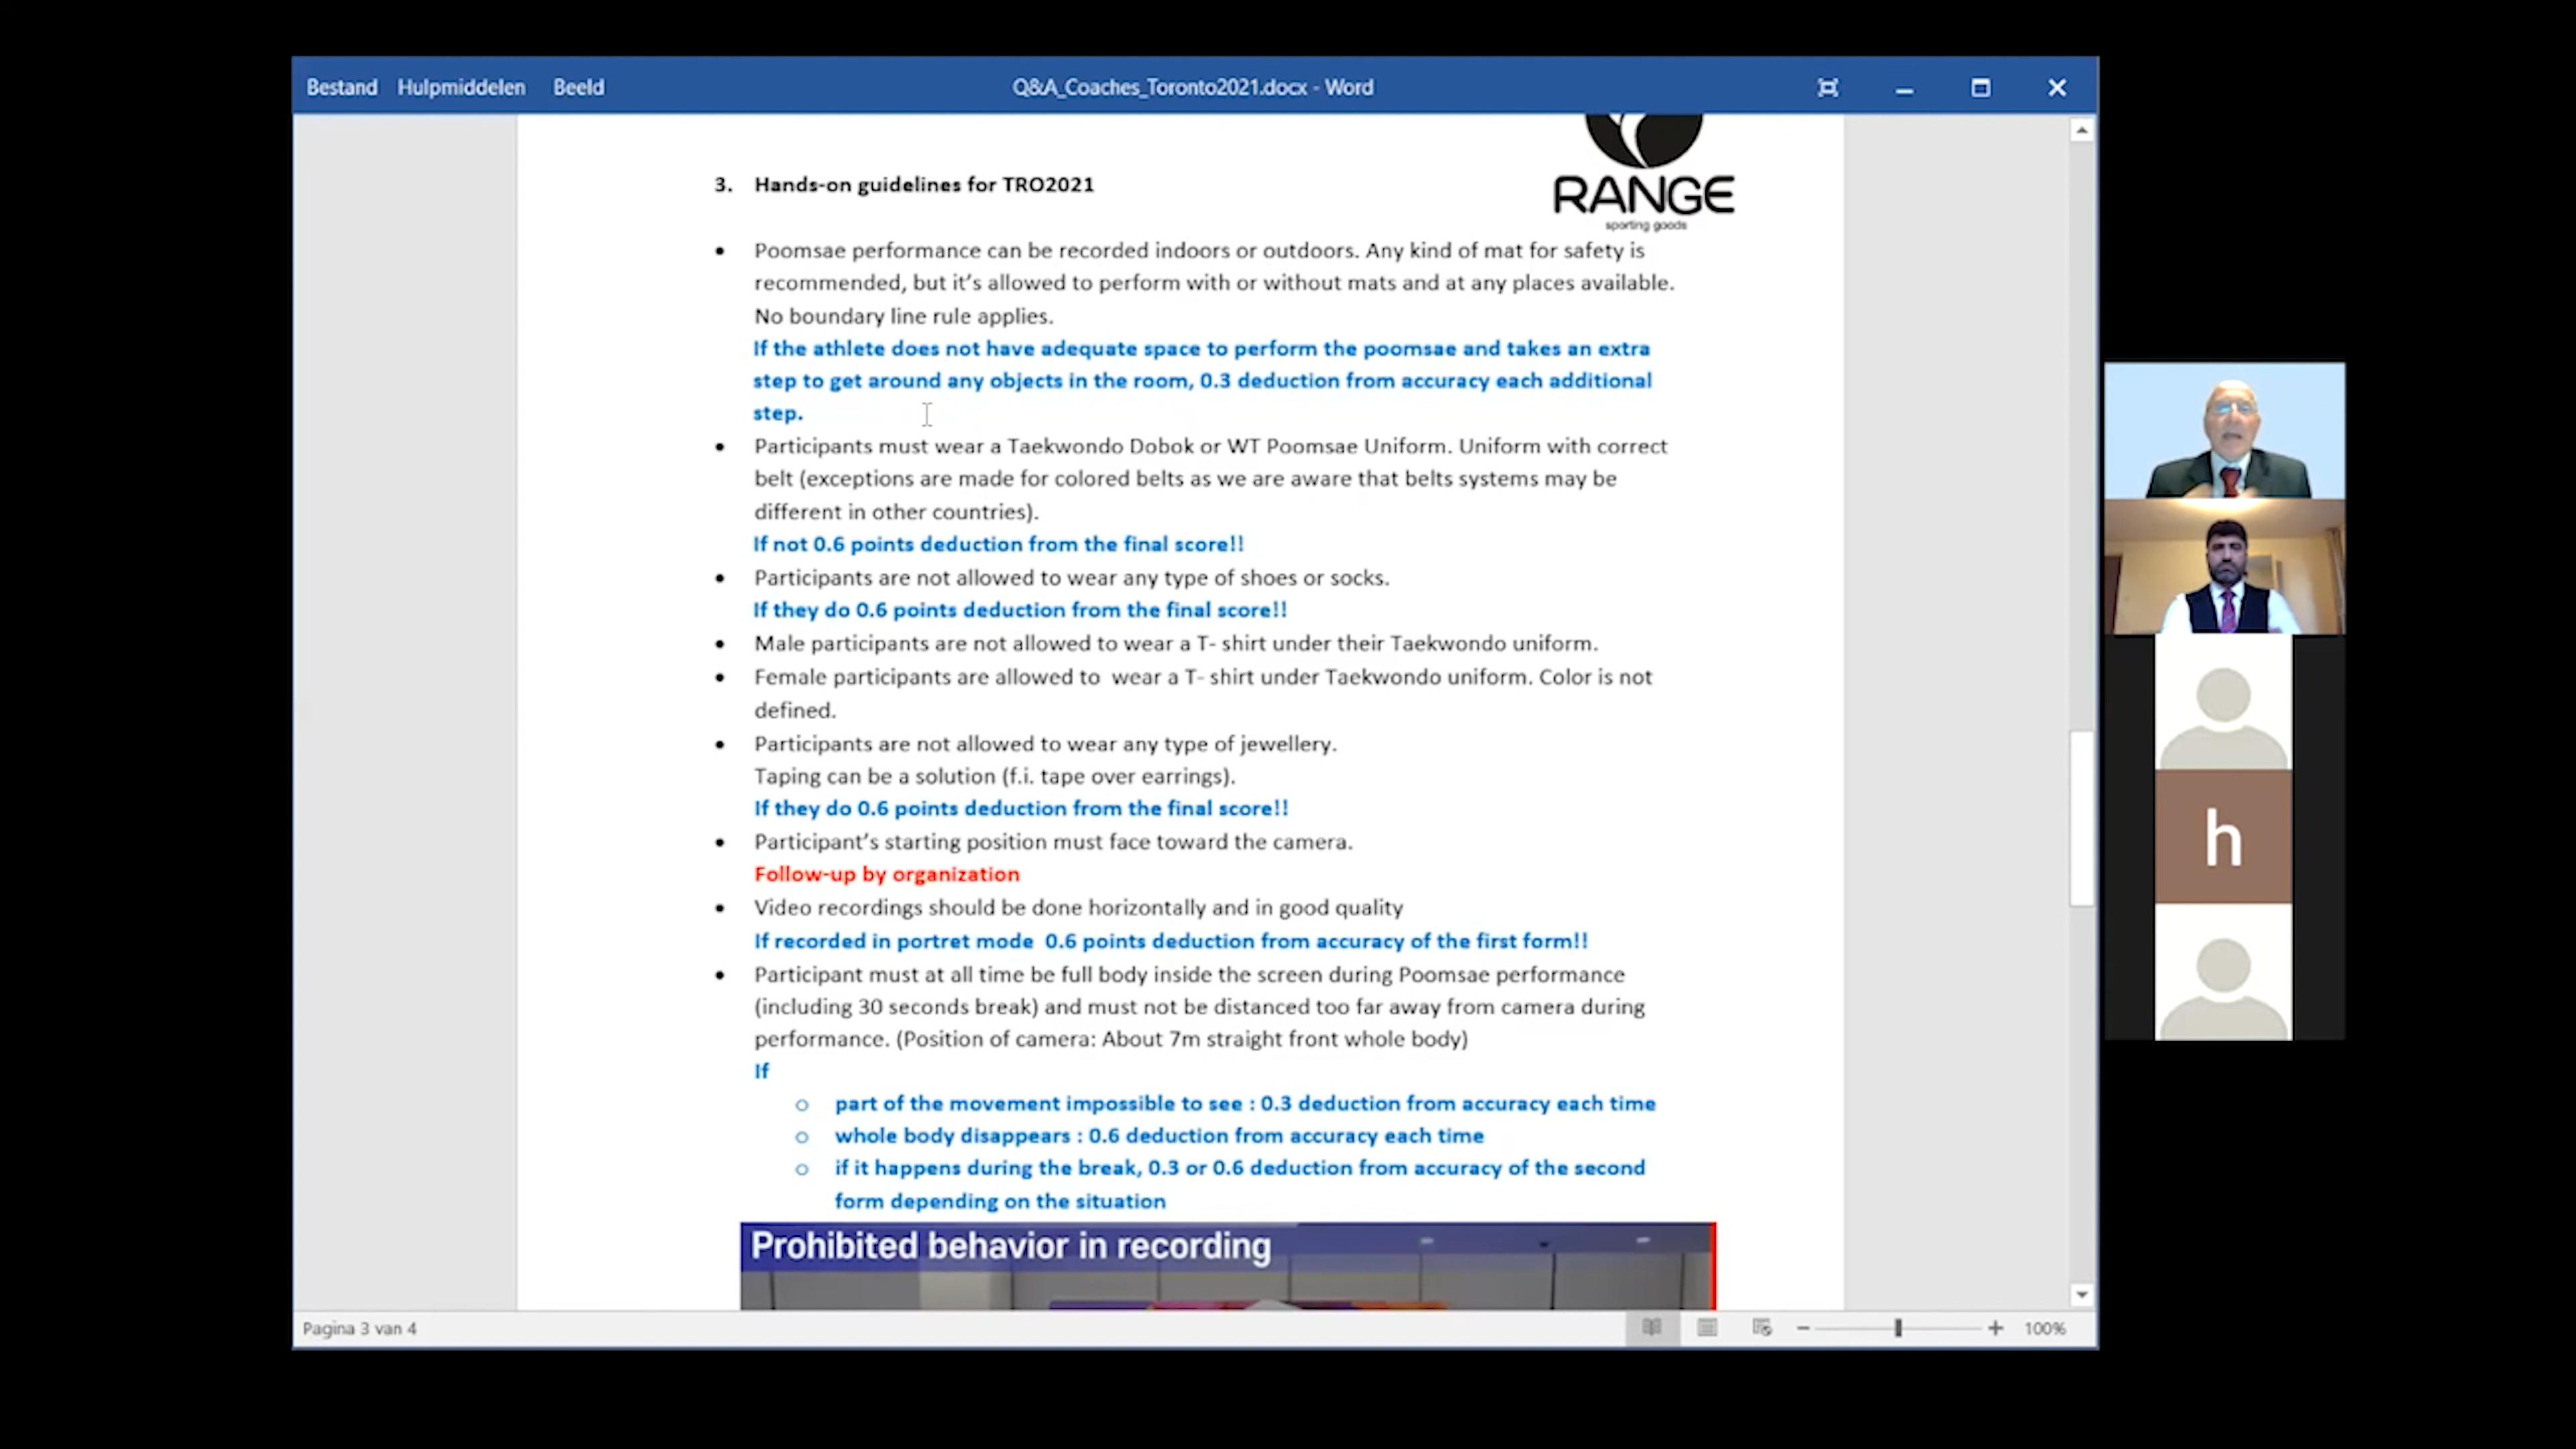 Bestand Hulpmiddelen Beeld Q&A_Coaches_Toronto2021.docx - Word
RANGE
sporting goods
3. Hands-on guidelines for TRO2021
• Poomsae performance can be recorded indoors or outdoors. Any kind of mat for safety is
recommended, but it’s allowed to perform with or without mats and at any places available.
No boundary line rule applies.
If the athlete does not have adequate space to perform the poomsae and takes an extra
step to get around any objects in the room, 0.3 deduction from accuracy each additional
step.
• Participants must wear a Taekwondo Dobok or WT Poomsae Uniform. Uniform with correct
belt (exceptions are made for colored belts as we are aware that belts systems may be
different in other countries).
If not 0.6 points deduction from the final score!!
• Participants are not allowed to wear any type of shoes or socks.
If they do 0.6 points deduction from the final score!!
• Male participants are not allowed to wear a T- shirt under their Taekwondo uniform.
• Female participants are allowed to wear a T- shirt under Taekwondo uniform. Color is not
defined.
• Participants are not allowed to wear any type of jewellery.
Taping can be a solution (f.i. tape over earrings).
If they do 0.6 points deduction from the final score!!
• Participant’s starting position must face toward the camera.
Follow-up by organization
• Video recordings should be done horizontally and in good quality
If recorded in portret mode 0.6 points deduction from accuracy of the first form!!
• Participant must at all time be full body inside the screen during Poomsae performance
(including 30 seconds break) and must not be distanced too far away from camera during
performance. (Position of camera: About 7m straight front whole body)
If
o part of the movement impossible to see : 0.3 deduction from accuracy each time
o whole body disappears : 0.6 deduction from accuracy each time
o if it happens during the break, 0.3 or 0.6 deduction from accuracy of the second
form depending on the situation
Prohibited behavior in recording
Pagina 3 van 4
100%
h